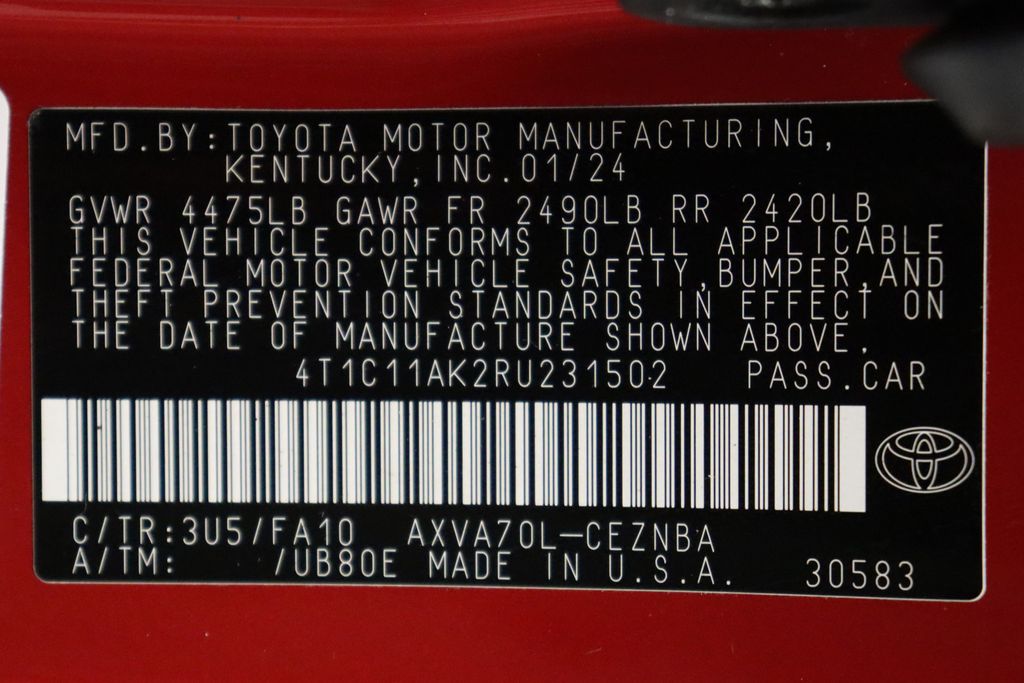 MFD.BY:TOYOTA MOTOR MANUFACTURING,
KENTUCKY,INC.01/24
GVWR 4475LB GAWR FR 2490LB RR 2420LB
THIS VEHICLE CONFORMS TO ALL APPLICABLE
FEDERAL MOTOR VEHICLE SAFETY,BUMPER,AND
THEFT PREVENTION STANDARDS IN EFFECT ON
THE DATE OF MANUFACTURE SHOWN ABOVE.
4T1C11AK2RU231502 PASS.CAR
C/TR:3U5/FA10 AXVA70L-CEZNBA
A/TM: /UB80E MADE IN U.S.A. 30583